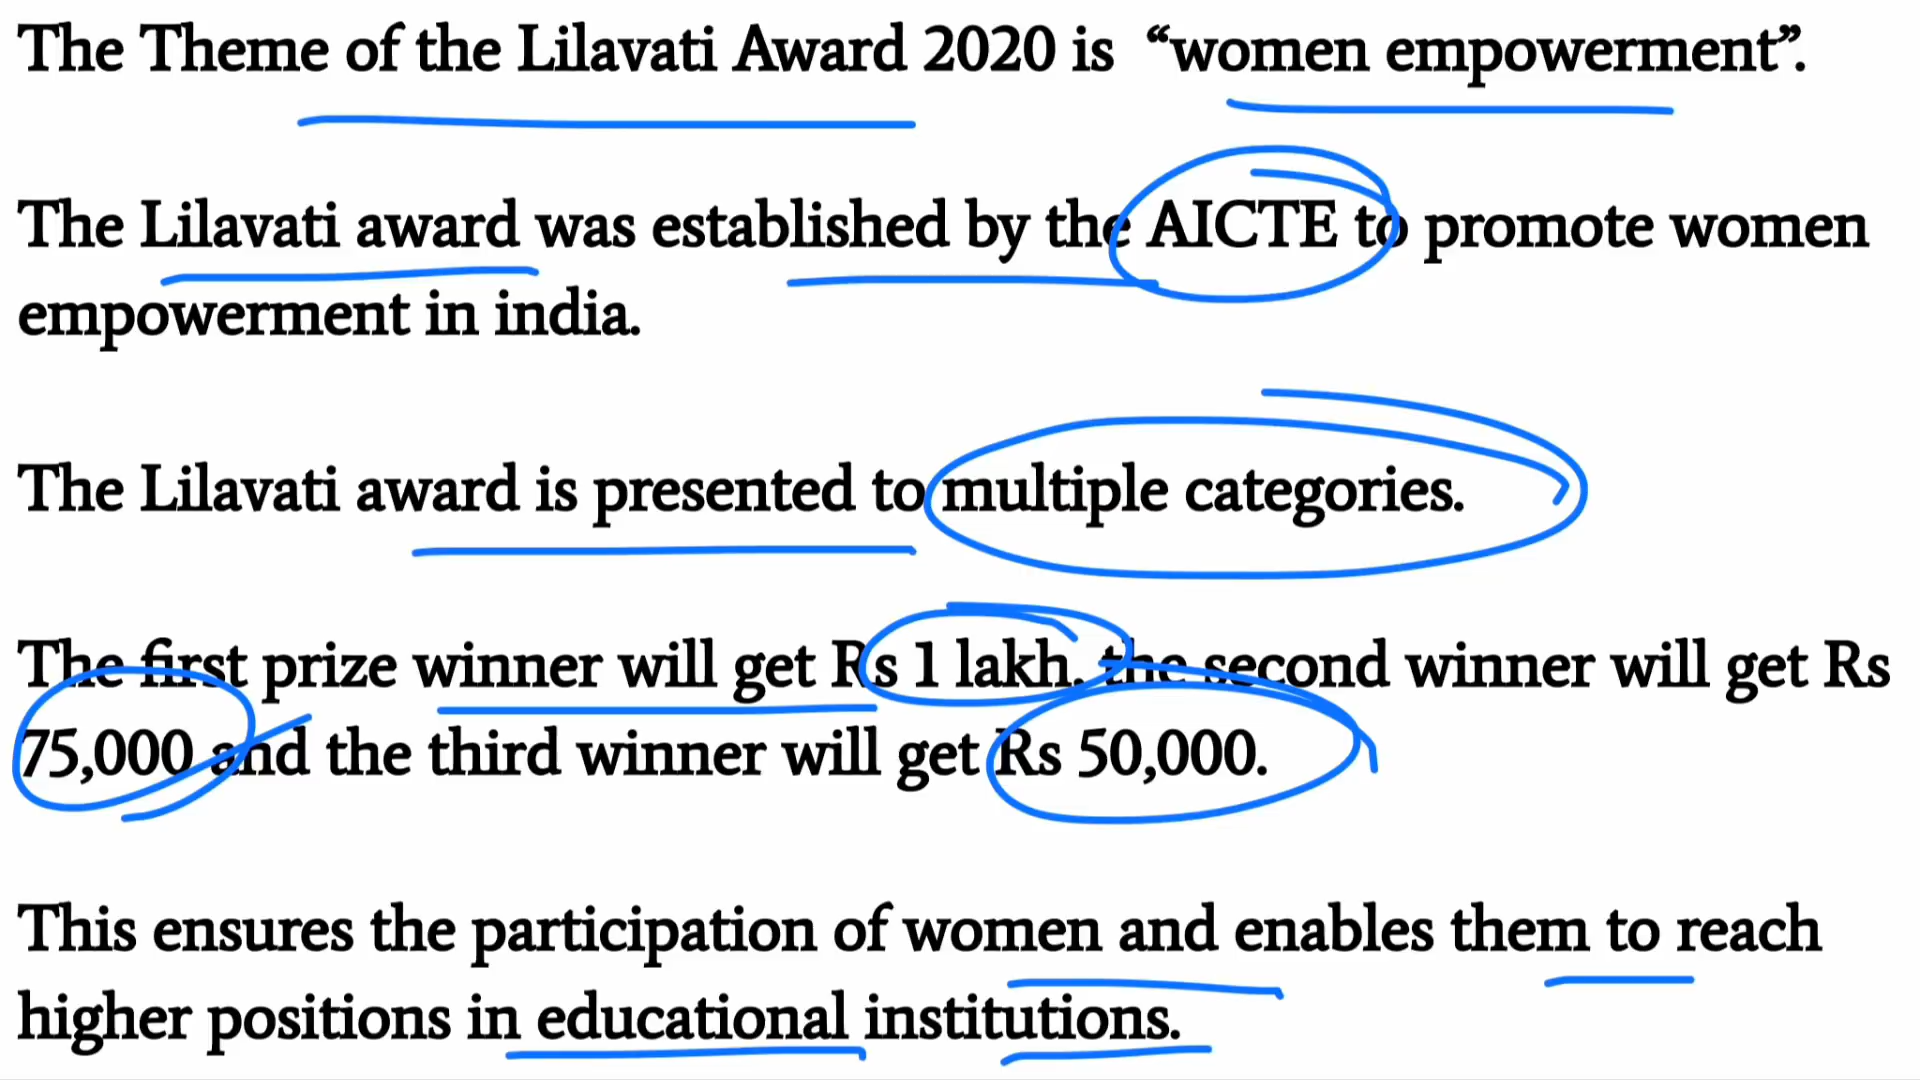 The Theme of the Lilavati Award 2020 is “women empowerment”.
The Lilavati award was established by the AICTE to promote women
empowerment in india.
The Lilavati award is presented to multiple categories.
The first prize winner will get Rs 1 lakh, the second winner will get Rs
75,000 and the third winner will get Rs 50,000.
This ensures the participation of women and enables them to reach
higher positions in educational institutions.